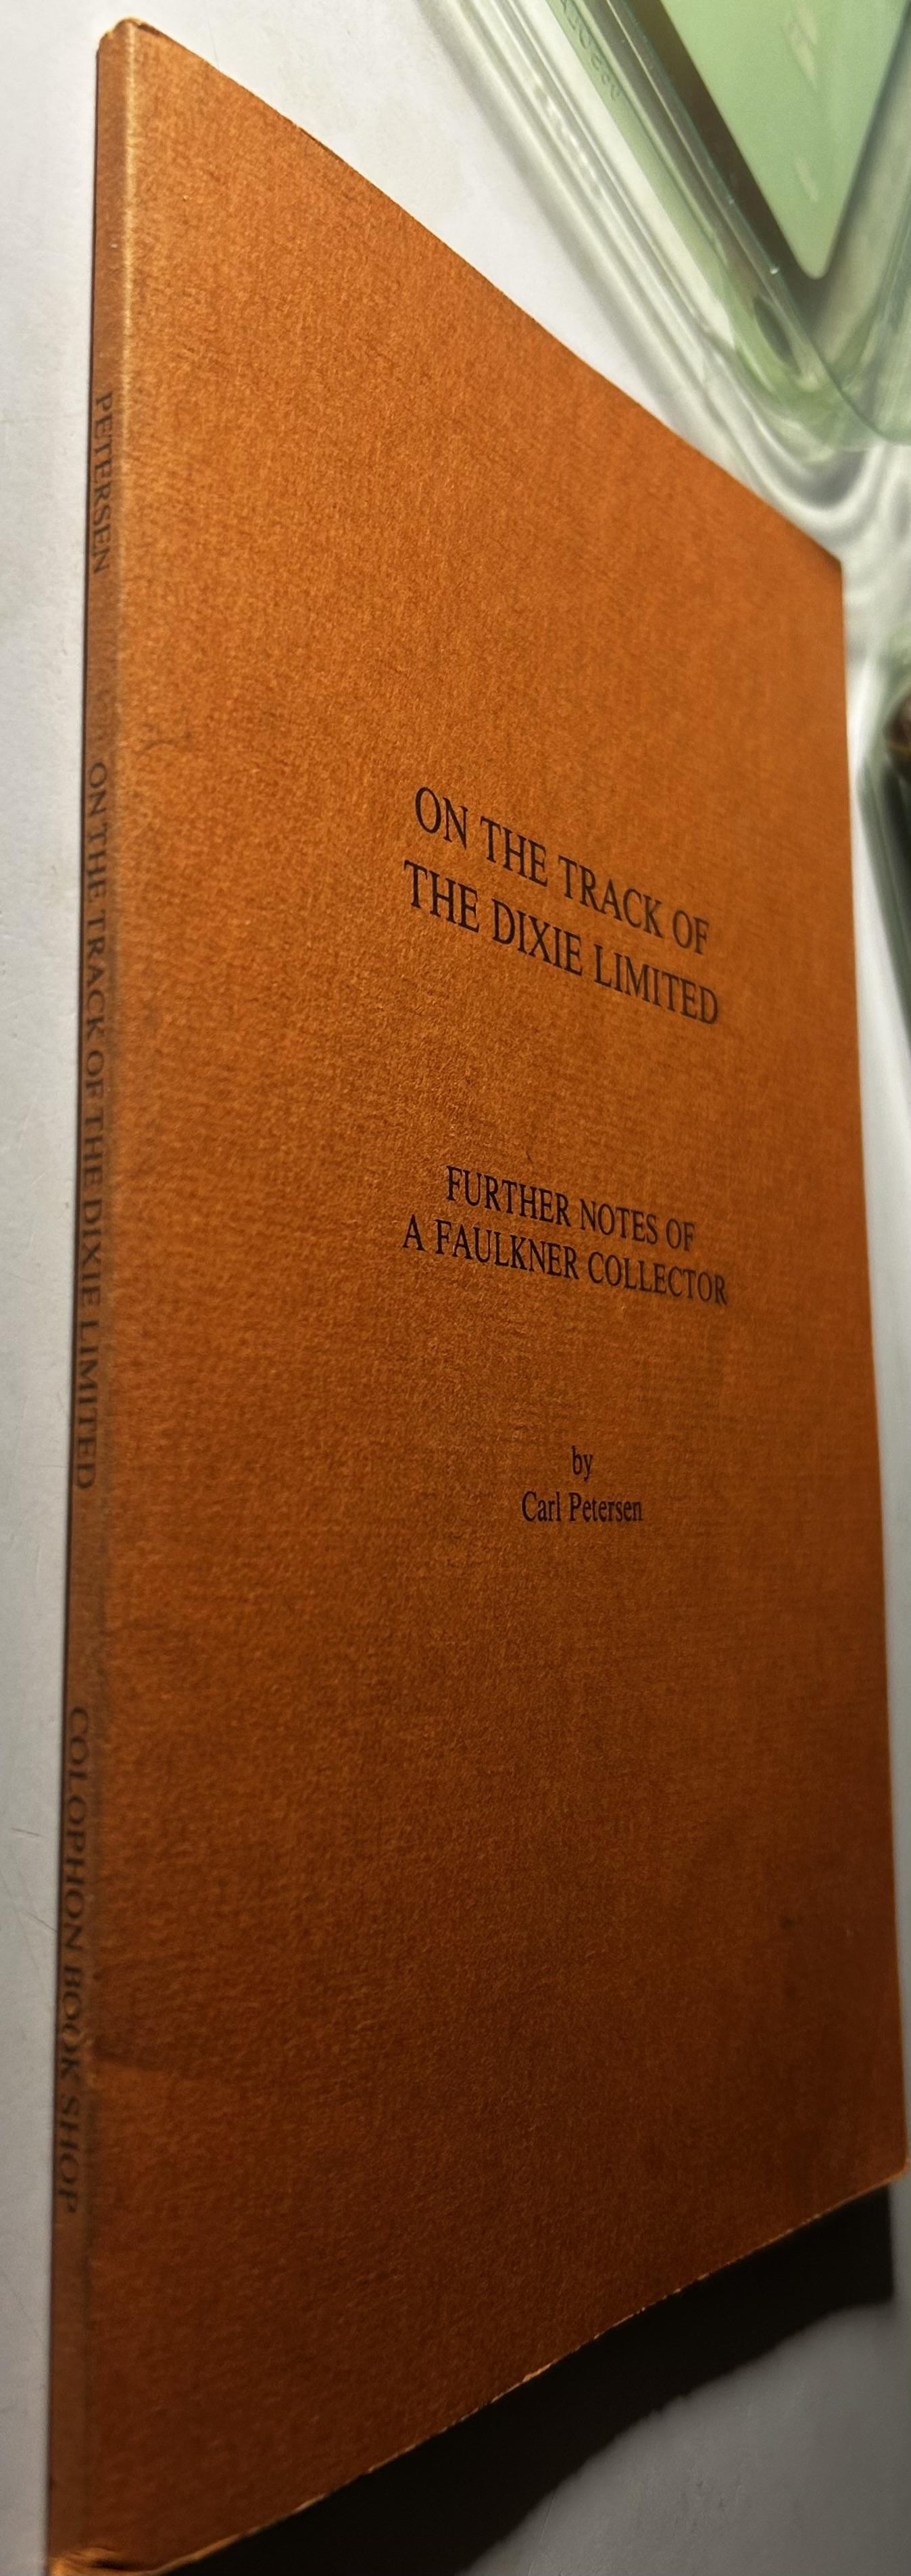 ON THE TRACK OF
THE DIXIE LIMITED
FURTHER NOTES OF
A FAULKNER COLLECTOR
by
Carl Petersen
PETERSEN ON THE TRACK OF THE DIXIE LIMITED COLOPHON BOOK SHOP